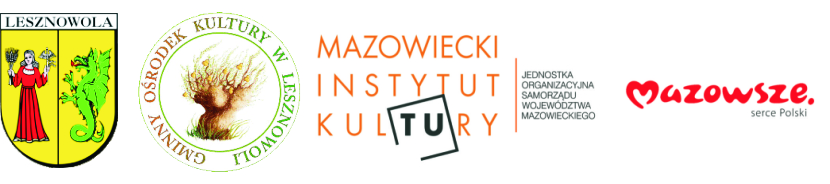 LESZNOWOLA
GMINNY OŚRODEK KULTURY W LESZNOWOLI
MAZOWIECKI
INSTYTUT
KULTURY
JEDNOSTKA
ORGANIZACYJNA
SAMORZĄDU
WOJEWÓDZTWA
MAZOWIECKIEGO
Mazowsze.
serce Polski